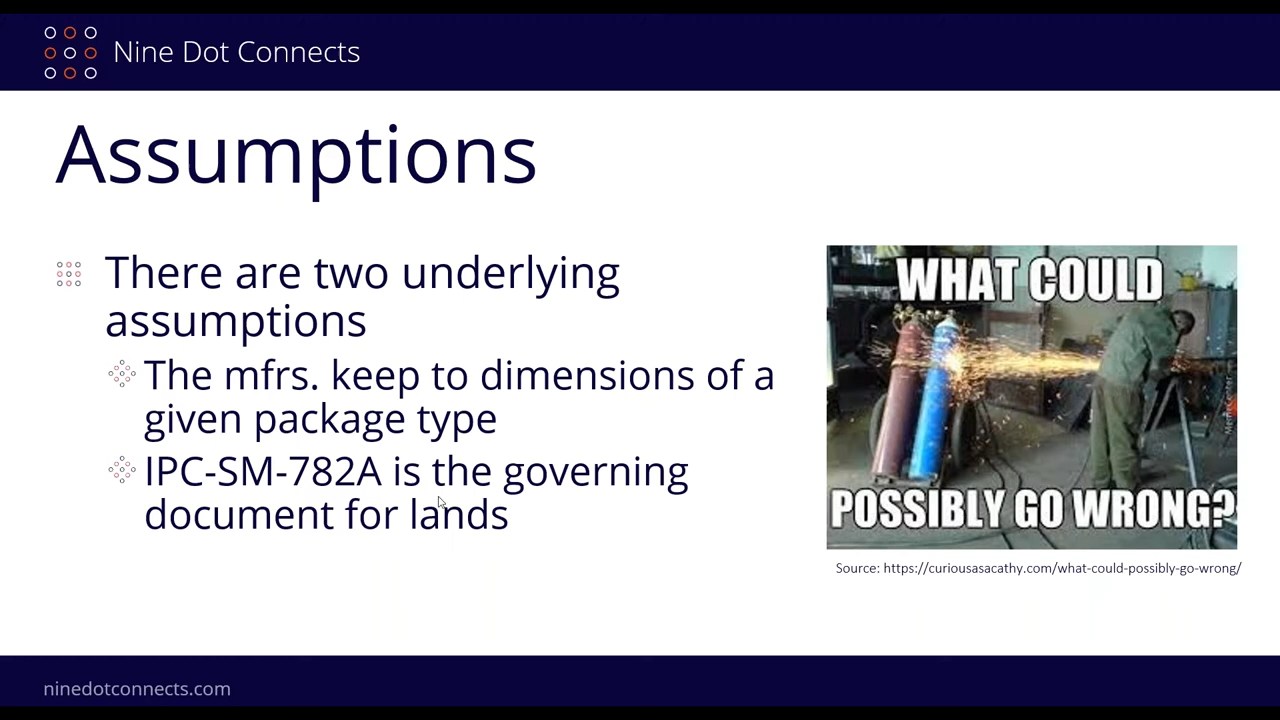 Nine Dot Connects
Assumptions
There are two underlying
assumptions
The mfrs. keep to dimensions of a
given package type
IPC-SM-782A is the governing
document for lands
WHAT COULD
POSSIBLY GO WRONG?
Source: https://curiousasacathy.com/what-could-possibly-go-wrong/
ninedotconnects.com